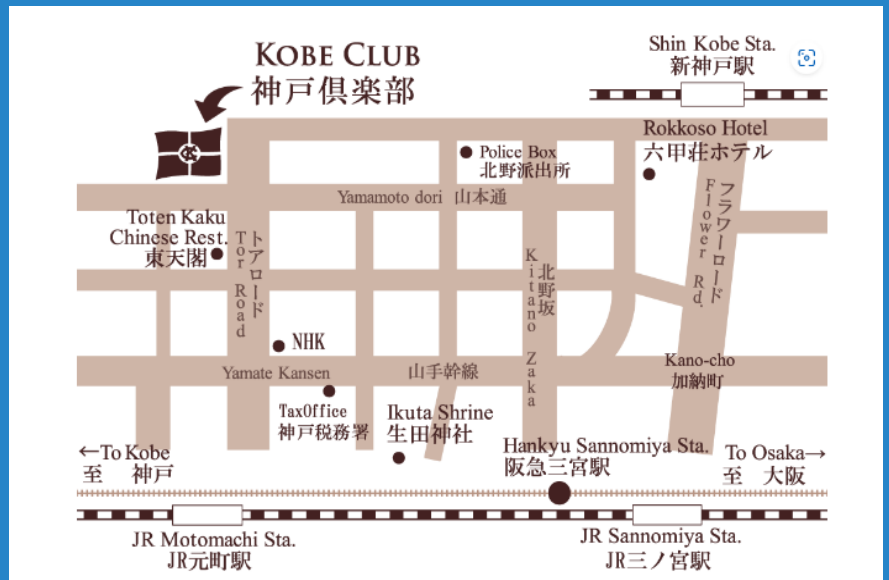 KOBE CLUB
神戸倶楽部
Shin Kobe Sta.
新神戸駅
Rokkoso Hotel
六甲荘ホテル
Police Box
北野派出所
Yamamoto dori 山本通
フラワーロード
Flower Rd.
Toten Kaku
Chinese Rest.
東天閣
トアロード
Tor Road
北野坂
Kitano Zaka
NHK
Yamate Kansen 山手幹線
Kano-cho
加納町
TaxOffice
神戸税務署
Ikuta Shrine
生田神社
Hankyu Sannomiya Sta.
阪急三宮駅
←To Kobe
至 神戸
To Osaka→
至 大阪
JR Motomachi Sta.
JR元町駅
JR Sannomiya Sta.
JR三ノ宮駅